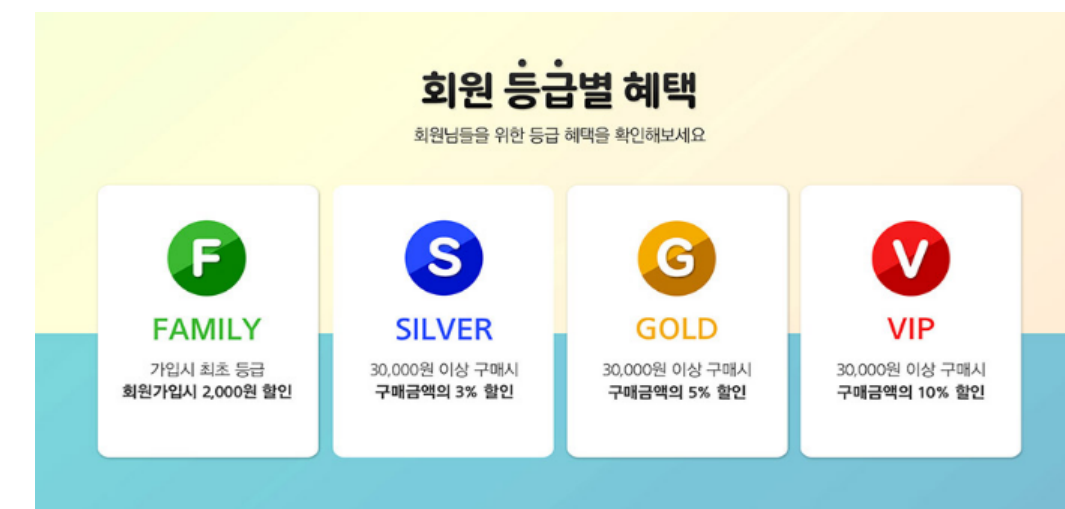 회원 등급별 혜택
회원님들을 위한 등급 혜택을 확인해보세요
F
FAMILY
가입시 최초 등급
회원가입시 2,000원 할인
S
SILVER
30,000원 이상 구매시
구매금액의 3% 할인
G
GOLD
30,000원 이상 구매시
구매금액의 5% 할인
V
VIP
30,000원 이상 구매시
구매금액의 10% 할인